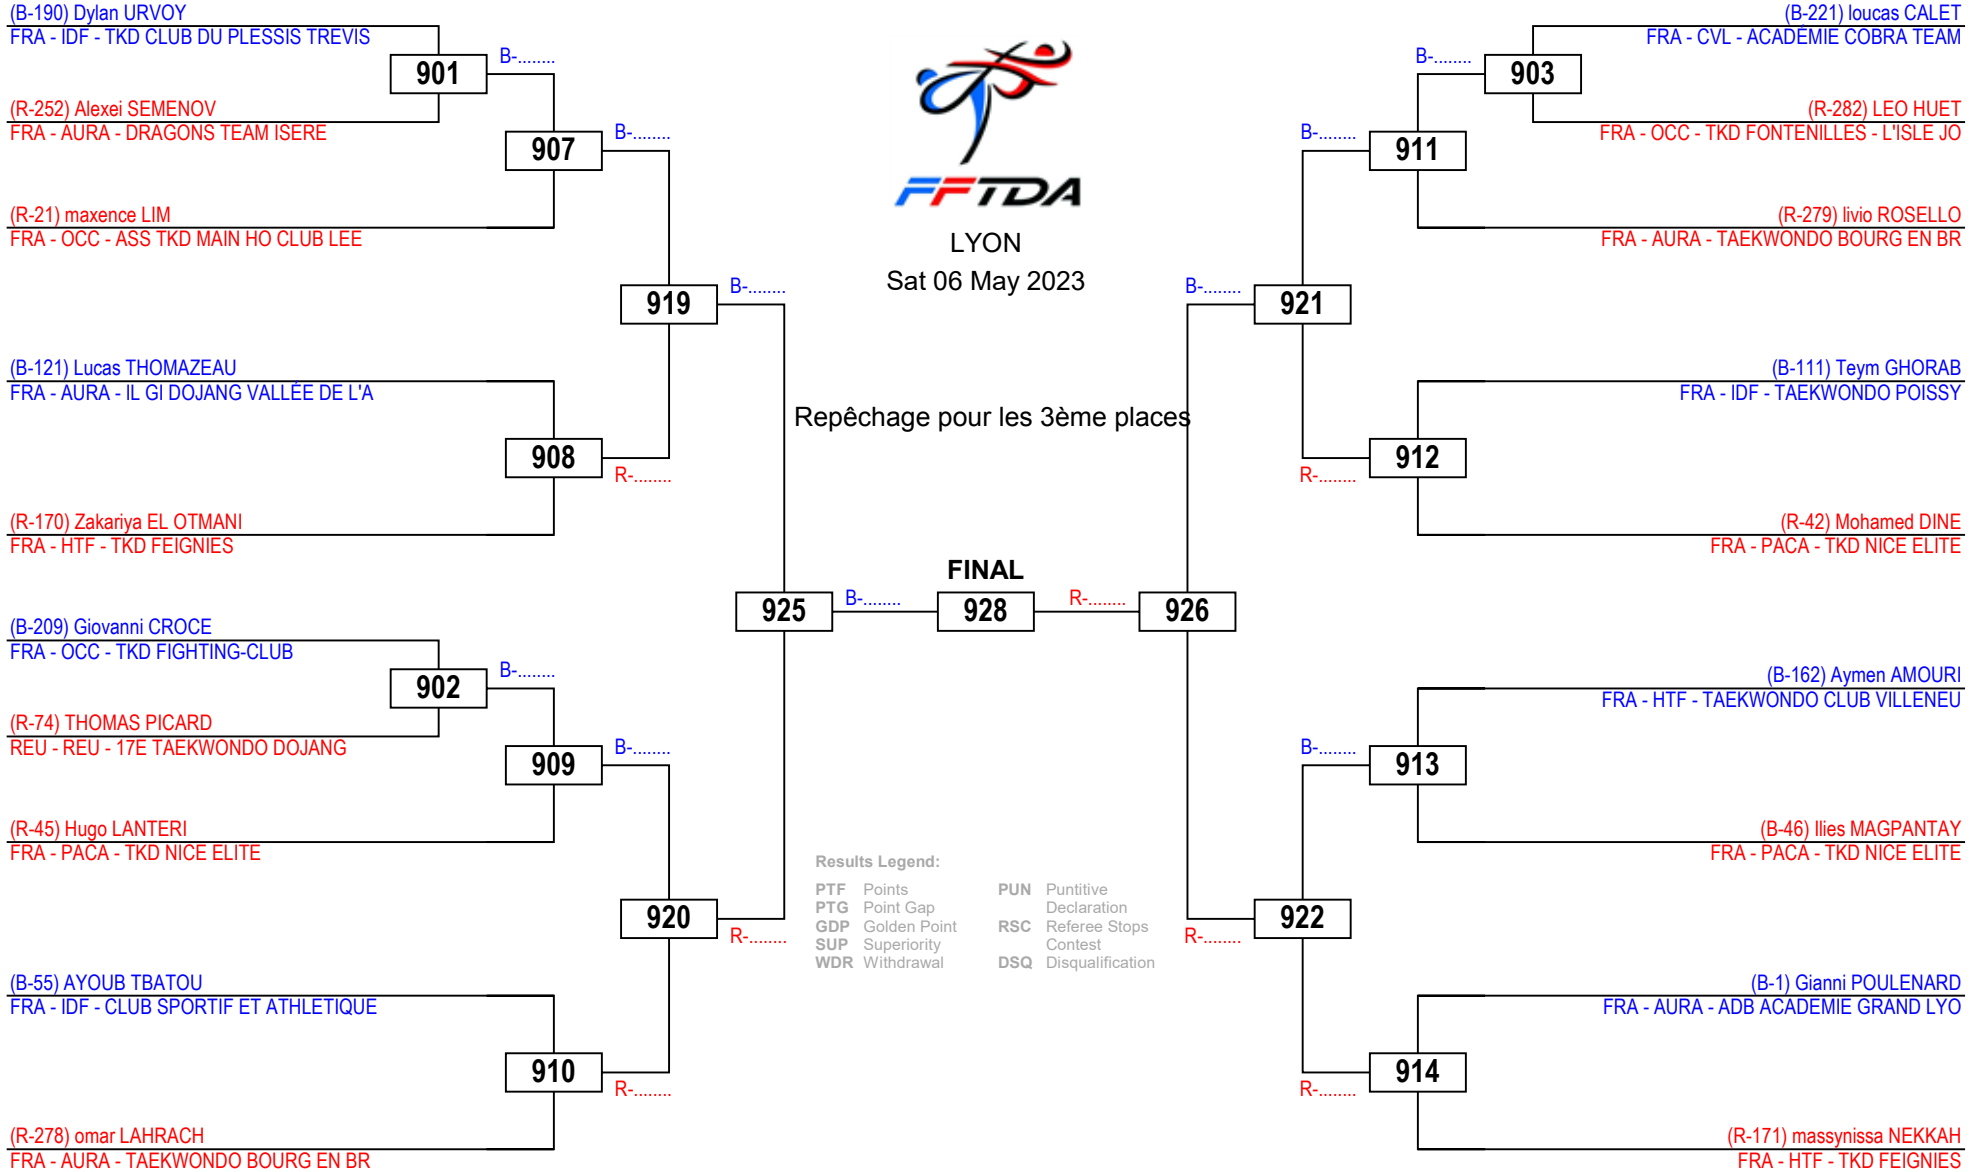 (B-190) Dylan URVOY
FRA - IDF - TKD CLUB DU PLESSIS TREVIS
901
B-........
(R-252) Alexei SEMENOV
FRA - AURA - DRAGONS TEAM ISERE
907
B-........
(R-21) maxence LIM
FRA - OCC - ASS TKD MAIN HO CLUB LEE
919
B-........
(B-121) Lucas THOMAZEAU
FRA - AURA - IL GI DOJANG VALLÉE DE L'A
908
R-........
(R-170) Zakariya EL OTMANI
FRA - HTF - TKD FEIGNIES
925
B-........
(B-209) Giovanni CROCE
FRA - OCC - TKD FIGHTING-CLUB
902
B-........
(R-74) THOMAS PICARD
REU - REU - 17E TAEKWONDO DOJANG
909
B-........
(R-45) Hugo LANTERI
FRA - PACA - TKD NICE ELITE
920
R-........
(B-55) AYOUB TBATOU
FRA - IDF - CLUB SPORTIF ET ATHLETIQUE
910
R-........
(R-278) omar LAHRACH
FRA - AURA - TAEKWONDO BOURG EN BR
FFTDA
LYON
Sat 06 May 2023
Repêchage pour les 3ème places
FINAL
928
Results Legend:
PTF Points
PTG Point Gap
GDP Golden Point
SUP Superiority
WDR Withdrawal
PUN Puntitive
Declaration
RSC Referee Stops
Contest
DSQ Disqualification
(B-221) loucas CALET
FRA - CVL - ACADÉMIE COBRA TEAM
B-........
903
(R-282) LEO HUET
FRA - OCC - TKD FONTENILLES - L'ISLE JO
B-........
911
(R-279) livio ROSELLO
FRA - AURA - TAEKWONDO BOURG EN BR
B-........
921
(B-111) Teym GHORAB
FRA - IDF - TAEKWONDO POISSY
912
R-........
(R-42) Mohamed DINE
FRA - PACA - TKD NICE ELITE
R-........
926
(B-162) Aymen AMOURI
FRA - HTF - TAEKWONDO CLUB VILLENEU
B-........
913
(B-46) Ilies MAGPANTAY
FRA - PACA - TKD NICE ELITE
922
R-........
(B-1) Gianni POULENARD
FRA - AURA - ADB ACADEMIE GRAND LYO
914
R-........
(R-171) massynissa NEKKAH
FRA - HTF - TKD FEIGNIES